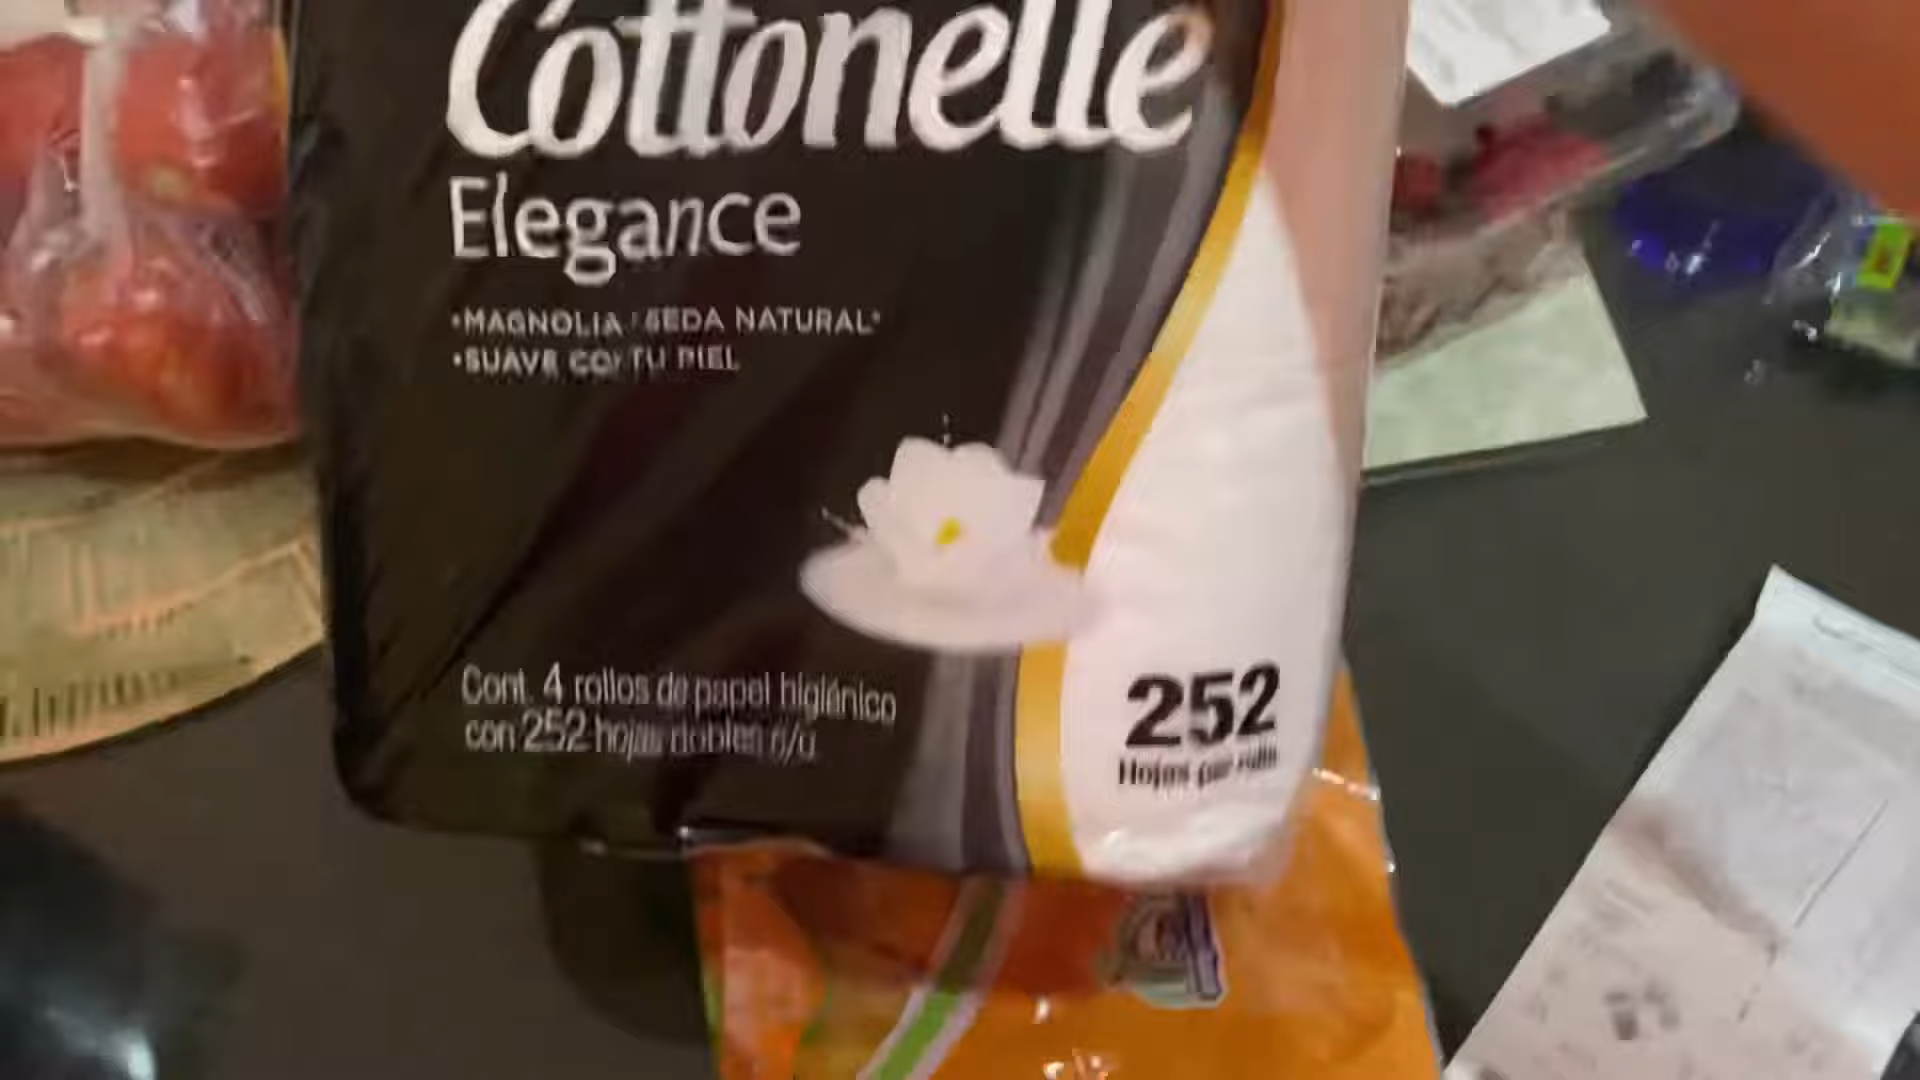 Cottonelle
Elegance
•MAGNOLIA SEDA NATURAL*
•SUAVE CO TU PIEL
Cont. 4 rollos de papel higiénico
con 252 hojas dobles c/u
252
Hojas por rollo